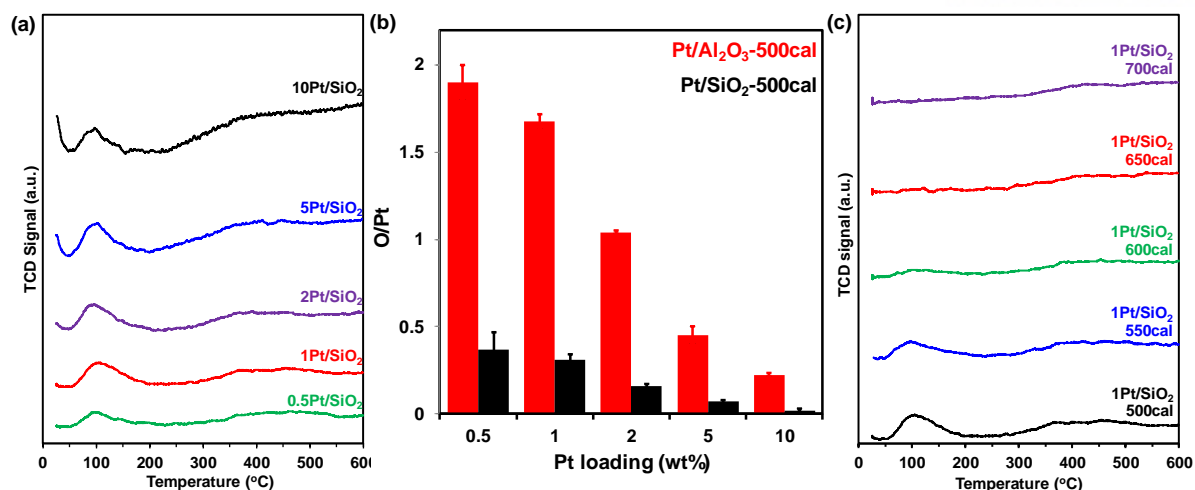 (a)
10Pt/SiO₂
5Pt/SiO₂
2Pt/SiO₂
1Pt/SiO₂
0.5Pt/SiO₂
TCD Signal (a.u.)
0 100 200 300 400 500 600
Temperature (°C)
(b)
Pt/Al₂O₃-500cal
Pt/SiO₂-500cal
O/Pt
2
1.5
1
0.5
0
0.5 1 2 5 10
Pt loading (wt%)
(c)
1Pt/SiO₂
700cal
1Pt/SiO₂
650cal
1Pt/SiO₂
600cal
1Pt/SiO₂
550cal
1Pt/SiO₂
500cal
TCD signal (a.u.)
0 100 200 300 400 500 600
Temperature (°C)